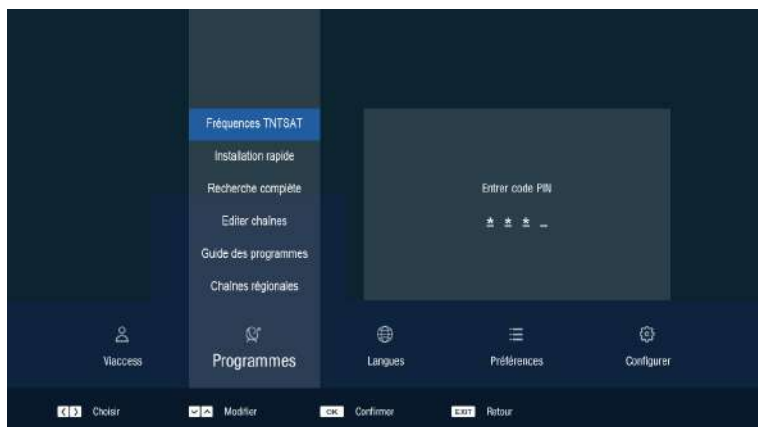 Fréquences TNTSAT
Installation rapide
Recherche complète
Editer chaînes
Guide des programmes
Chaînes régionales
Entrer code PIN
* * * _
Viaccess
Programmes
Langues
Préférences
Configurer
Choisir
Modifier
OK Confirmer
EXIT Retour